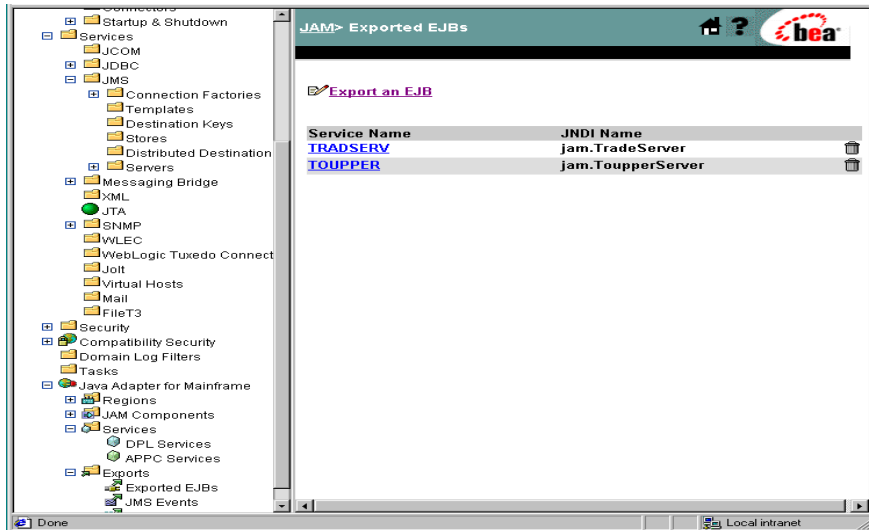 Connectors
Startup & Shutdown
Services
JCOM
JDBC
JMS
Connection Factories
Templates
Destination Keys
Stores
Distributed Destination
Servers
Messaging Bridge
XML
JTA
SNMP
WLEC
WebLogic Tuxedo Connect
Jolt
Virtual Hosts
Mail
FileT3
Security
Compatibility Security
Domain Log Filters
Tasks
Java Adapter for Mainframe
Regions
JAM Components
Services
DPL Services
APPC Services
Exports
Exported EJBs
JMS Events
JAM> Exported EJBs
?
bea
Export an EJB
Service Name JNDI Name
TRADSERV jam.TradeServer
TOUPPER jam.ToupperServer
Done Local intranet